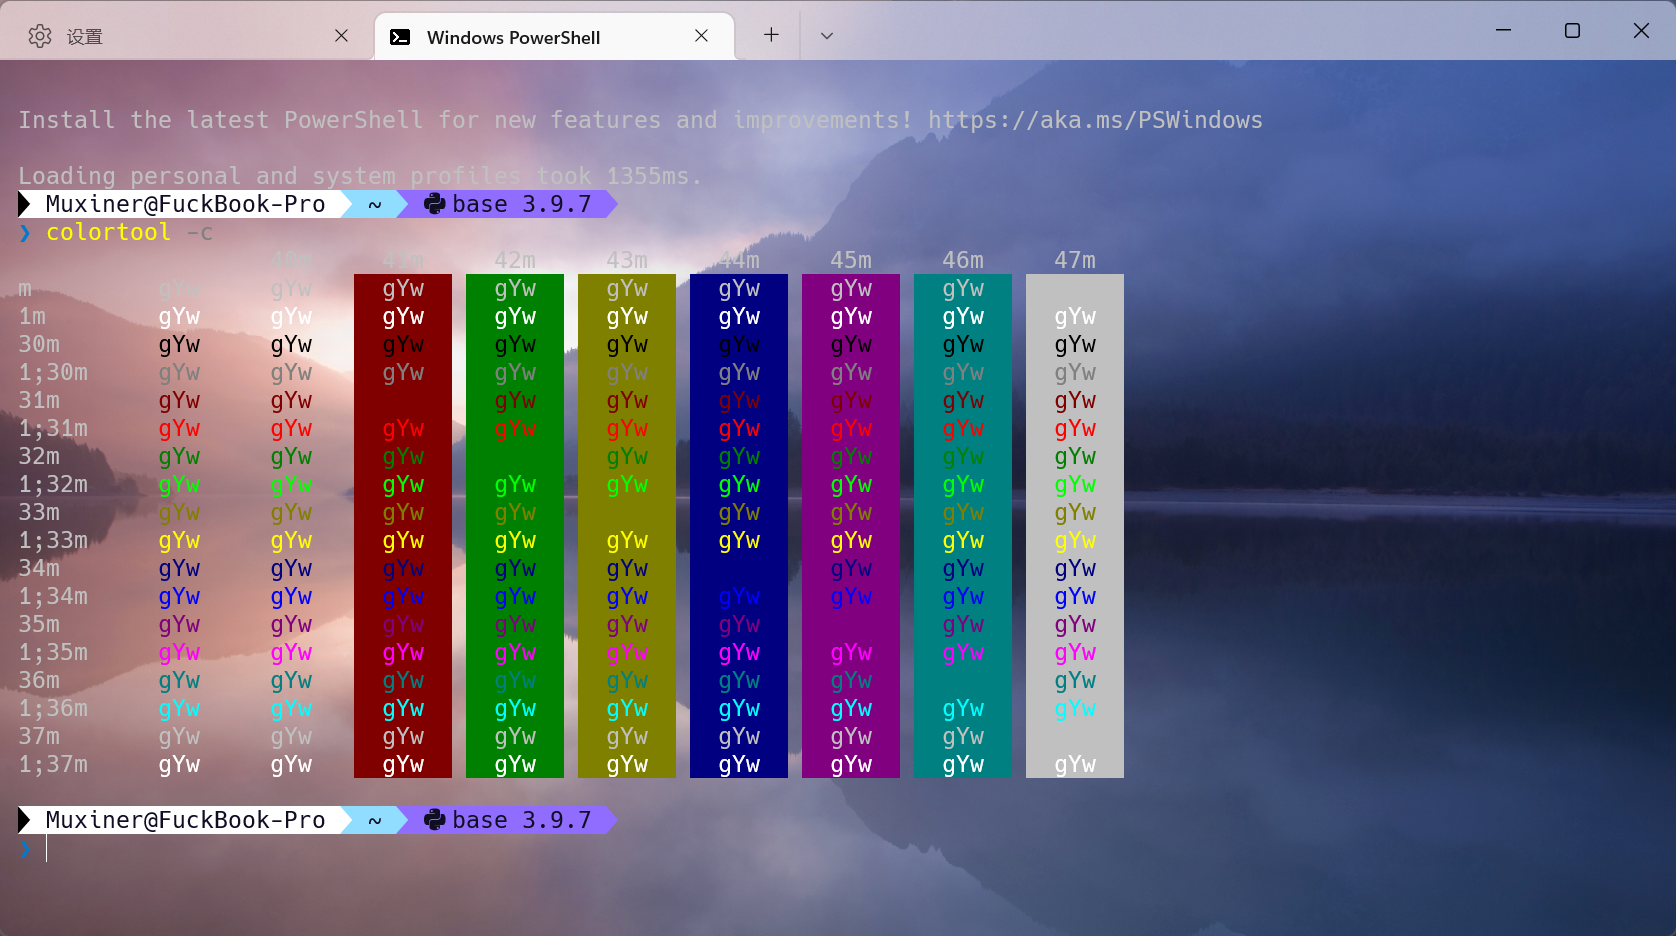 设置
Windows PowerShell
Install the latest PowerShell for new features and improvements! https://aka.ms/PSWindows
Loading personal and system profiles took 1355ms.
Muxiner@FuckBook-Pro ~ base 3.9.7
❯ colortool -c
40m 41m 42m 43m 44m 45m 46m 47m
m gYw gYw gYw gYw gYw gYw gYw gYw
1m gYw gYw gYw gYw gYw gYw gYw gYw gYw
30m gYw gYw gYw gYw gYw gYw gYw gYw gYw
1;30m gYw gYw gYw gYw gYw gYw gYw gYw gYw
31m gYw gYw gYw gYw gYw gYw gYw gYw
1;31m gYw gYw gYw gYw gYw gYw gYw gYw gYw
32m gYw gYw gYw gYw gYw gYw gYw gYw
1;32m gYw gYw gYw gYw gYw gYw gYw gYw gYw
33m gYw gYw gYw gYw gYw gYw gYw gYw
1;33m gYw gYw gYw gYw gYw gYw gYw gYw gYw
34m gYw gYw gYw gYw gYw gYw gYw gYw
1;34m gYw gYw gYw gYw gYw gYw gYw gYw gYw
35m gYw gYw gYw gYw gYw gYw gYw gYw
1;35m gYw gYw gYw gYw gYw gYw gYw gYw gYw
36m gYw gYw gYw gYw gYw gYw gYw gYw
1;36m gYw gYw gYw gYw gYw gYw gYw gYw gYw
37m gYw gYw gYw gYw gYw gYw gYw gYw
1;37m gYw gYw gYw gYw gYw gYw gYw gYw gYw
Muxiner@FuckBook-Pro ~ base 3.9.7
❯